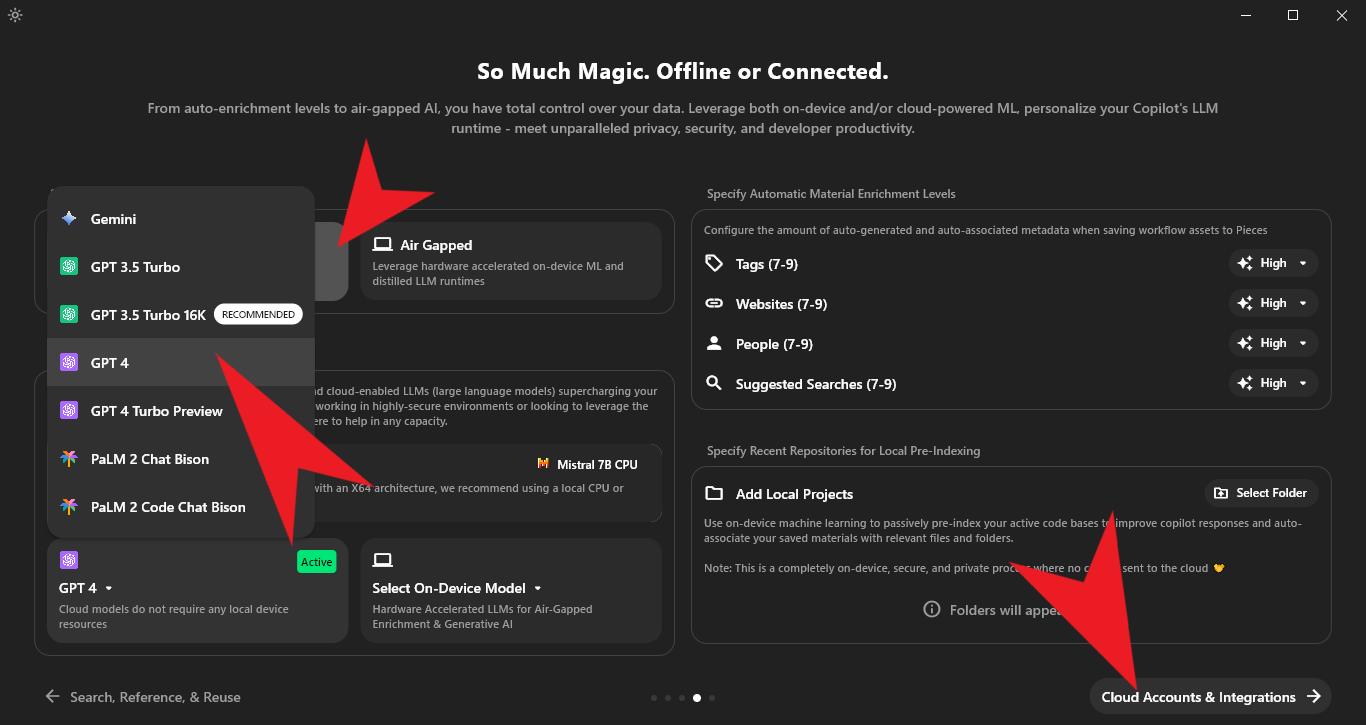 So Much Magic. Offline or Connected.
From auto-enrichment levels to air-gapped AI, you have total control over your data. Leverage both on-device and/or cloud-powered ML, personalize your Copilot's LLM
runtime - meet unparalleled privacy, security, and developer productivity.
Gemini
GPT 3.5 Turbo
GPT 3.5 Turbo 16K RECOMMENDED
GPT 4
GPT 4 Turbo Preview
PaLM 2 Chat Bison
PaLM 2 Code Chat Bison
Air Gapped
Leverage hardware accelerated on-device ML and
distilled LLM runtimes
cloud-enabled LLMs (large language models) supercharging your
working in highly-secure environments or looking to leverage the
to help in any capacity.
Mistral 7B CPU
with an X64 architecture, we recommend using a local CPU or
Active
GPT 4
Cloud models do not require any local device
resources
Select On-Device Model
Hardware Accelerated LLMs for Air-Gapped
Enrichment & Generative AI
Specify Automatic Material Enrichment Levels
Configure the amount of auto-generated and auto-associated metadata when saving workflow assets to Pieces
Tags (7-9) High
Websites (7-9) High
People (7-9) High
Suggested Searches (7-9) High
Specify Recent Repositories for Local Pre-Indexing
Add Local Projects Select Folder
Use on-device machine learning to passively pre-index your active code bases to improve copilot responses and auto-
associate your saved materials with relevant files and folders.
Note: This is a completely on-device, secure, and private process where no sent to the cloud
Folders will
Search, Reference, & Reuse
Cloud Accounts & Integrations